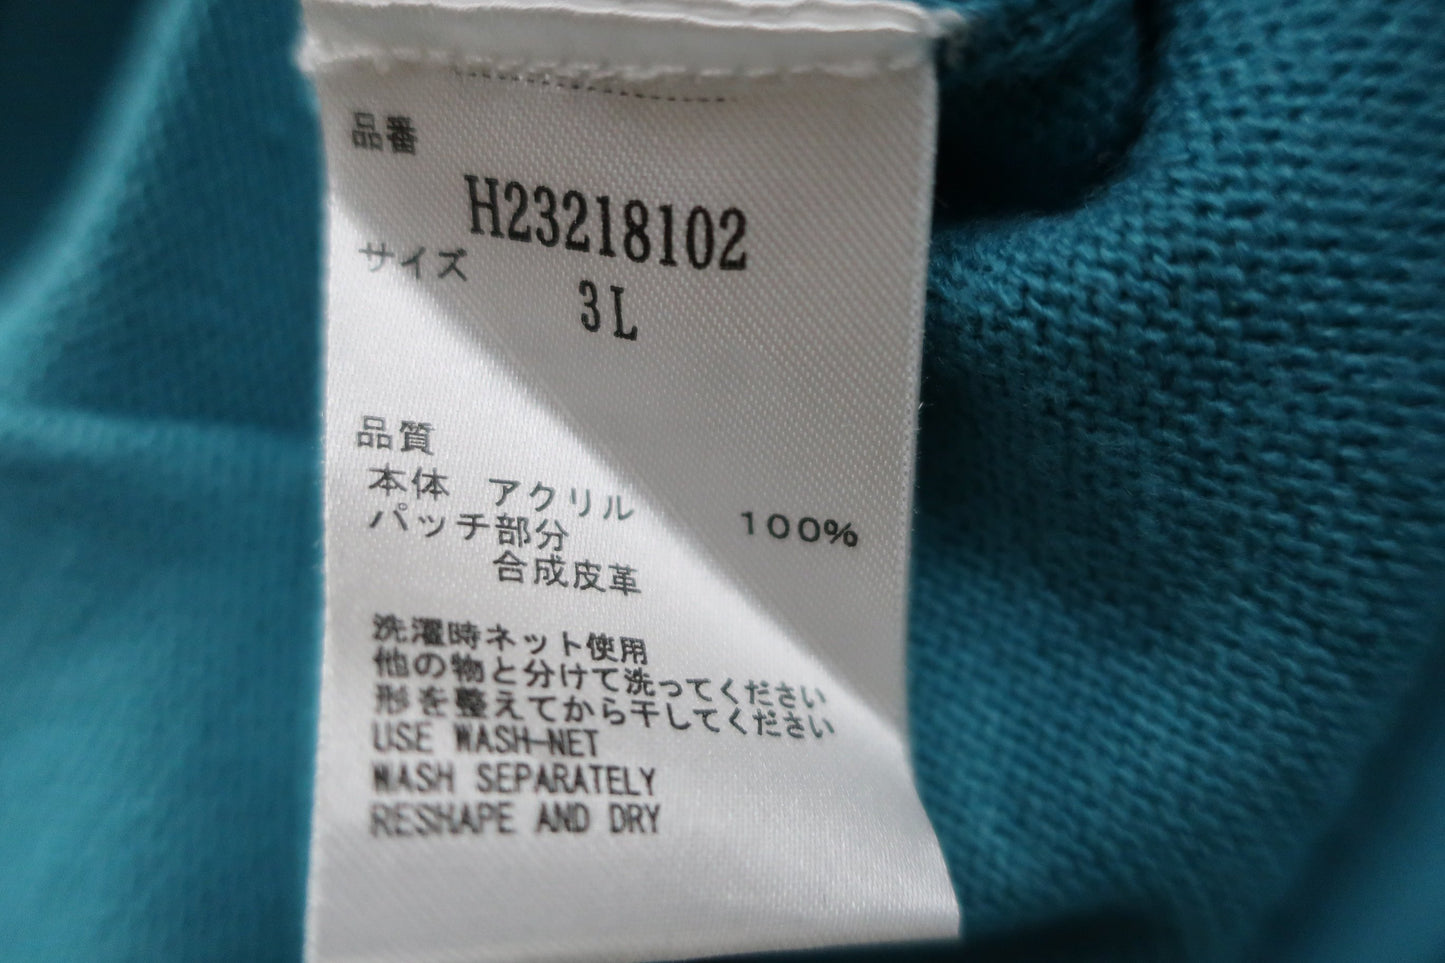 品番
H23218102
サイズ
3L
品質
本体 アクリル 100%
パッチ部分
合成皮革
洗濯時ネット使用
他の物と分けて洗ってください
形を整えてから干してください
USE WASH-NET
WASH SEPARATELY
RESHAPE AND DRY